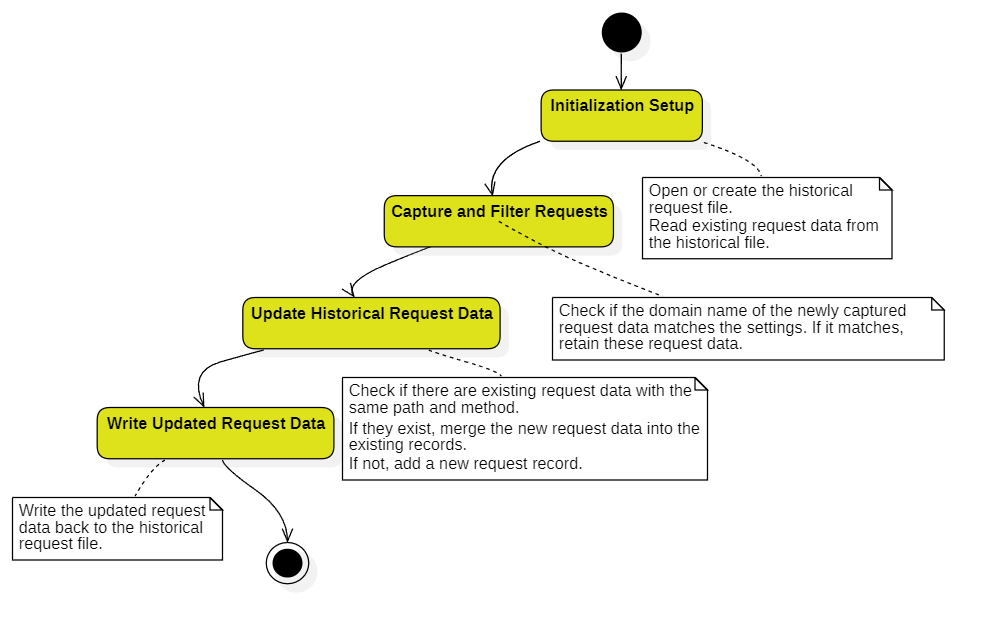 Initialization Setup
Open or create the historical
request file.
Read existing request data from
the historical file.
Capture and Filter Requests
Check if the domain name of the newly captured
request data matches the settings. If it matches,
retain these request data.
Update Historical Request Data
Check if there are existing request data with the
same path and method.
If they exist, merge the new request data into the
existing records.
If not, add a new request record.
Write Updated Request Data
Write the updated request
data back to the historical
request file.